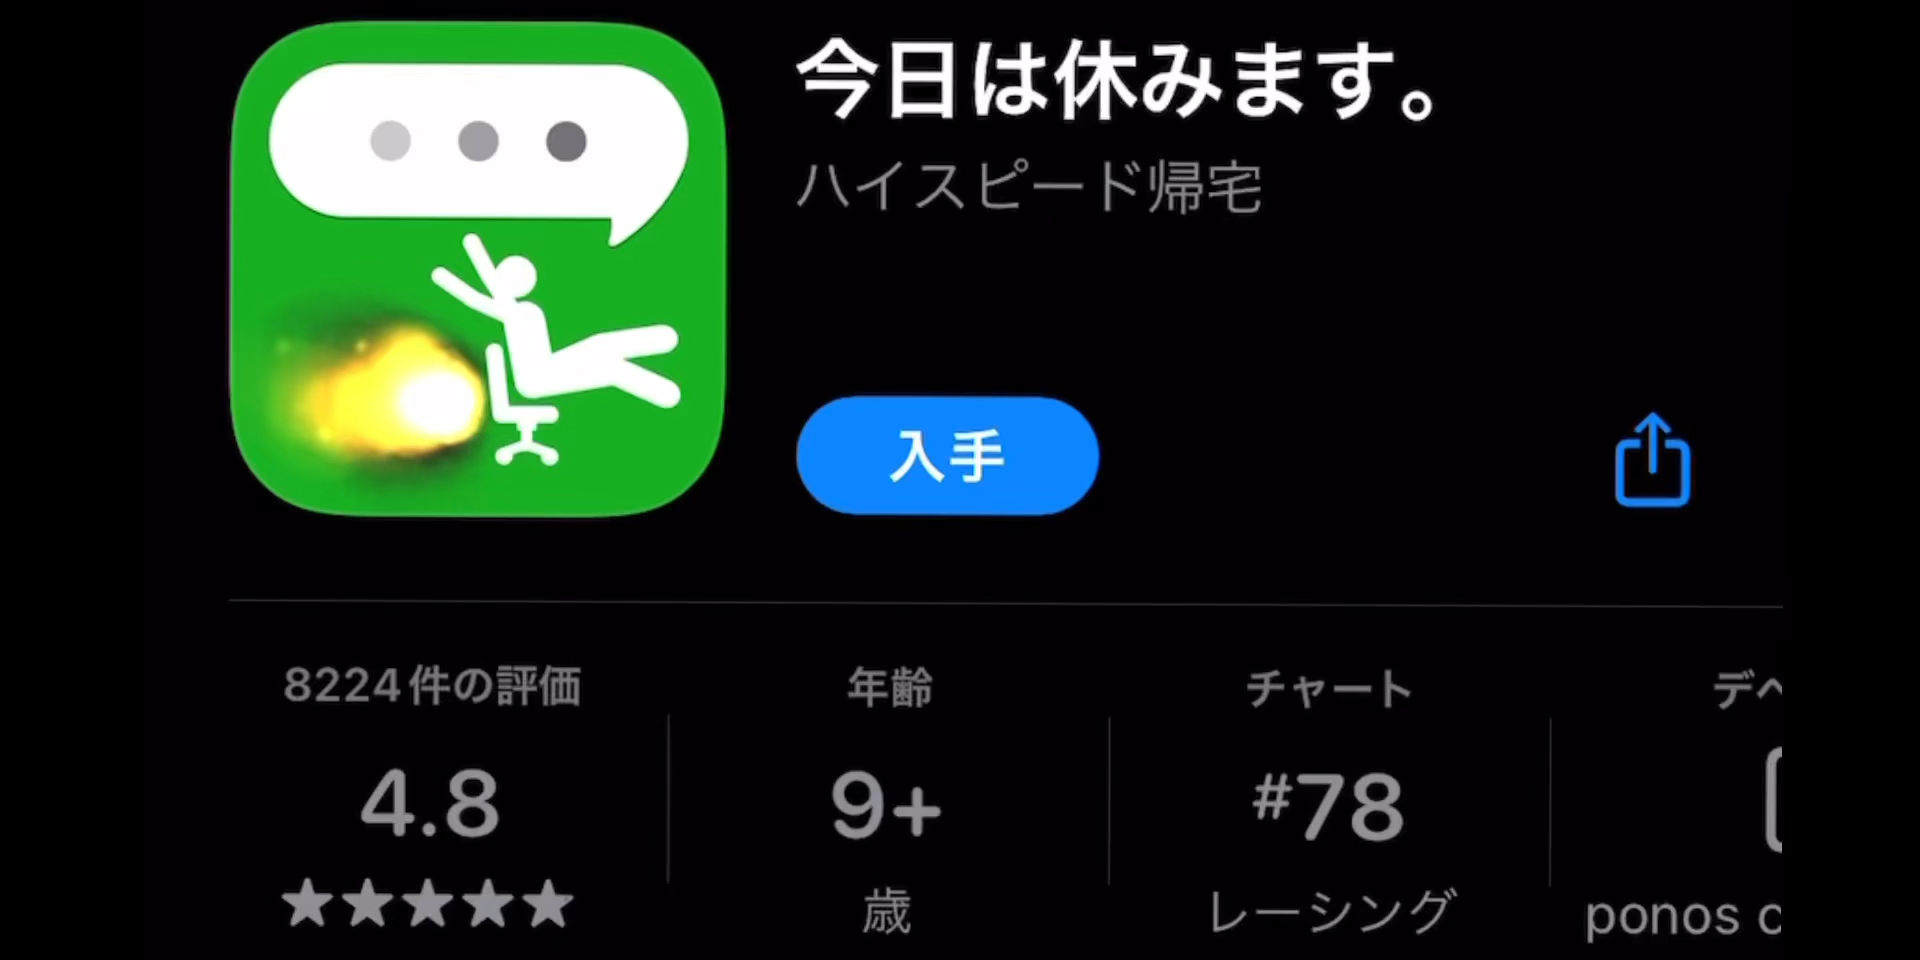 今日は休みます。
ハイスピード帰宅
入手
8224件の評価
4.8
年齢
9+
歳
チャート
#78
レーシング
デベ
ponos c